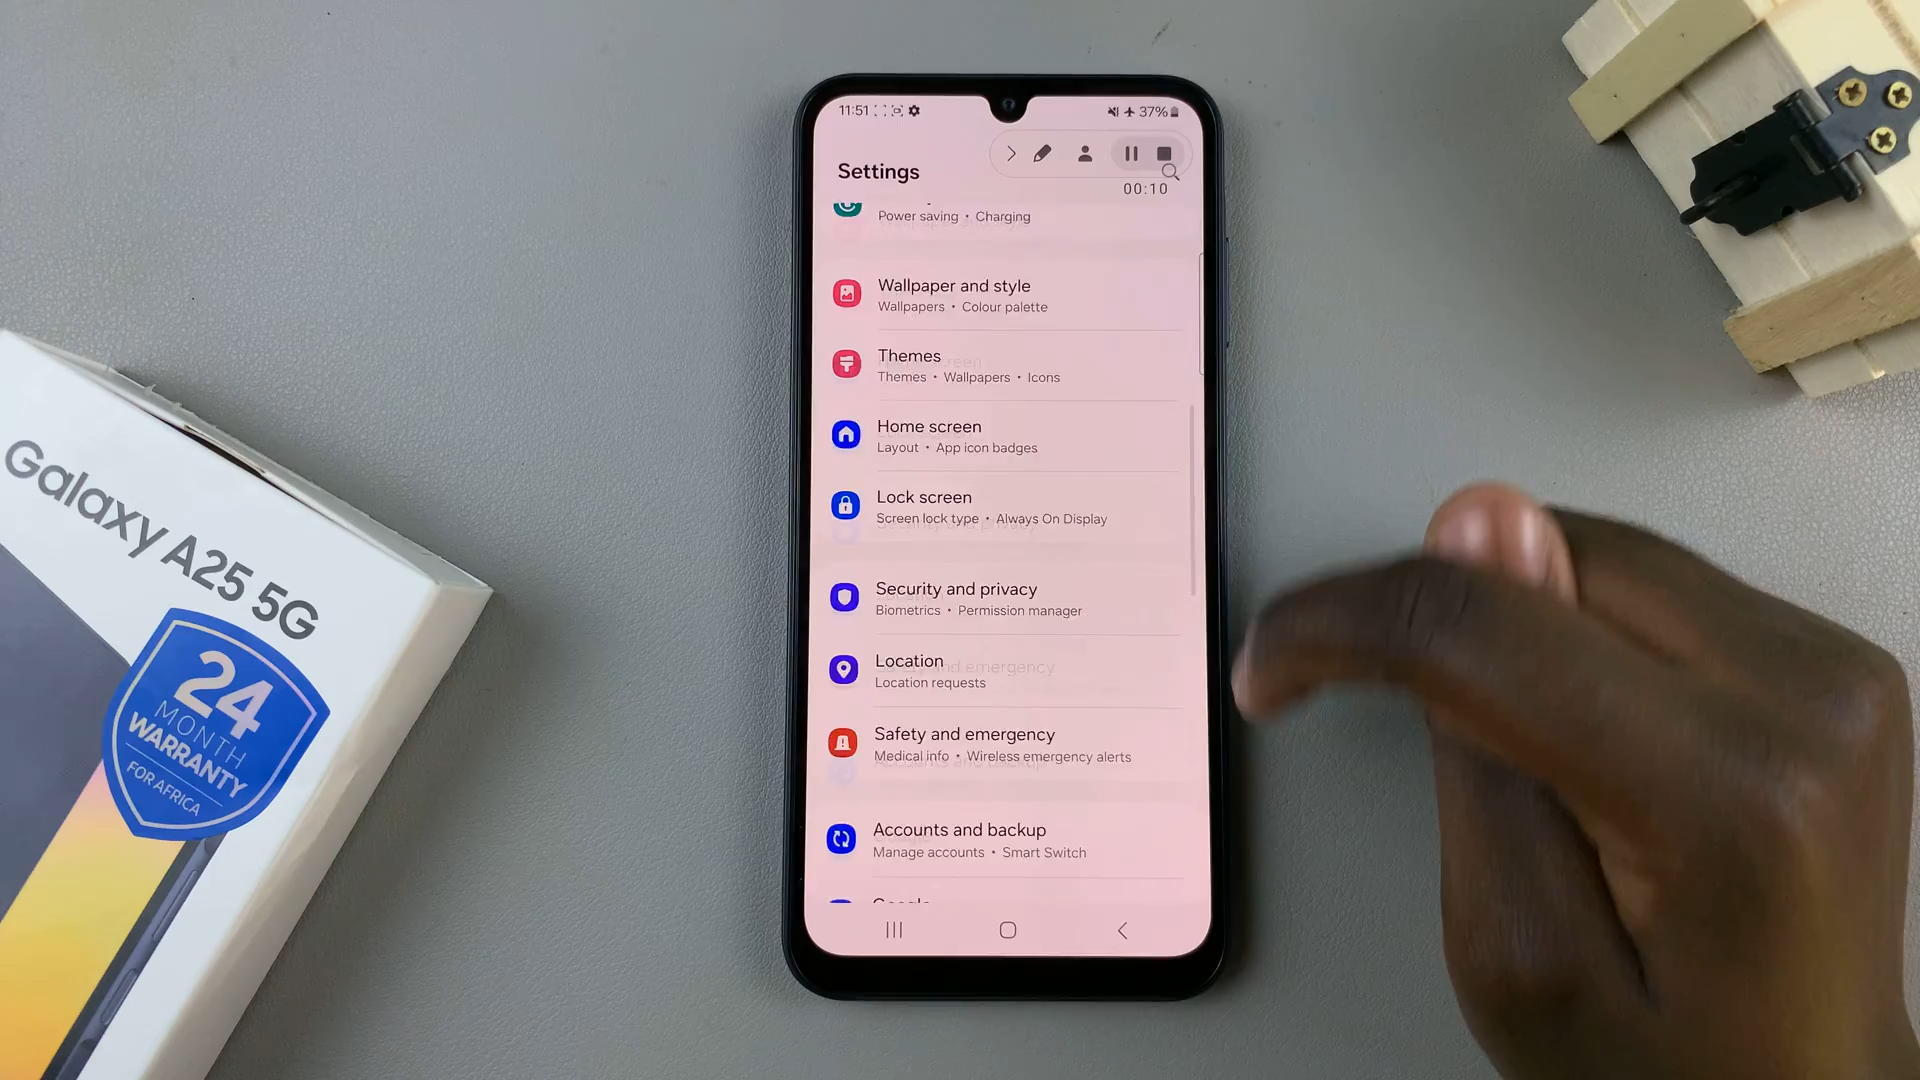 11:51
37%
Settings
00:10
Power saving • Charging
Wallpaper and style
Wallpapers • Colour palette
Themes
Themes • Wallpapers • Icons
Home screen
Layout • App icon badges
Lock screen
Screen lock type • Always On Display
Security and privacy
Biometrics • Permission manager
Location
Location requests
Safety and emergency
Medical info • Wireless emergency alerts
Accounts and backup
Manage accounts • Smart Switch
Google
Galaxy A25 5G
24
MONTH
WARRANTY
FOR AFRICA